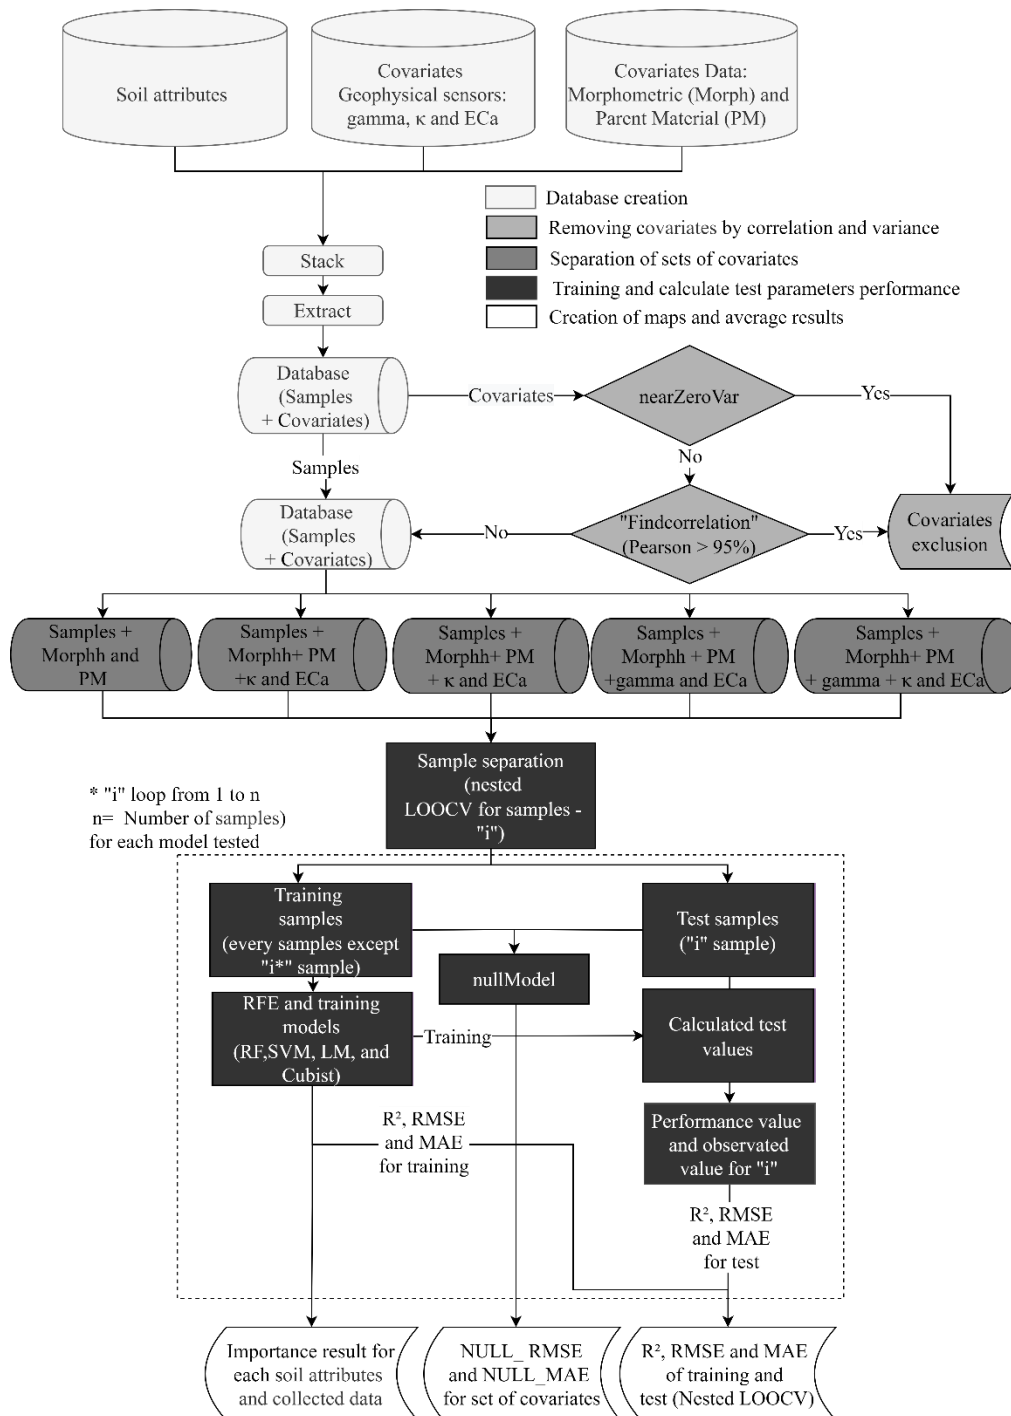 Soil attributes
Covariates
Geophysical sensors:
gamma, κ and ECa
Covariates Data:
Morphometric (Morph) and
Parent Material (PM)
Database creation
Removing covariates by correlation and variance
Separation of sets of covariates
Training and calculate test parameters performance
Creation of maps and average results
Stack
Extract
Database
(Samples
+ Covariates)
Covariates
nearZeroVar
Yes
No
Samples
Database
(Samples
+ Covariates)
No
"Findcorrelation"
(Pearson > 95%)
Yes
Covariates
exclusion
Samples +
Morphh and
PM
Samples +
Morphh+ PM
+κ and ECa
Samples +
Morphh+ PM
+ κ and ECa
Samples +
Morphh + PM
+gamma and ECa
Samples +
Morphh+ PM
+ gamma + κ and ECa
Sample separation
(nested
LOOCV for samples -
"i")
* "i" loop from 1 to n
n= Number of samples)
for each model tested
Training
samples
(every samples except
"i*" sample)
Test samples
("i" sample)
nullModel
RFE and training
models
(RF,SVM, LM, and
Cubist)
Training
Calculated test
values
R², RMSE
and MAE
for training
Performance value
and observated
value for "i"
R², RMSE
and MAE
for test
Importance result for
each soil attributes
and collected data
NULL_ RMSE
and NULL_MAE
for set of covariates
R², RMSE and MAE
of training and
test (Nested LOOCV)